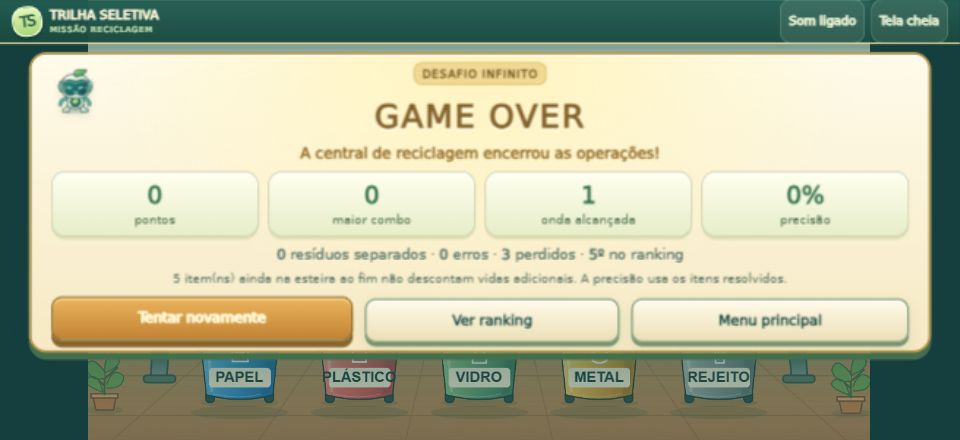 TS
TRILHA SELETIVA
MISSÃO RECICLAGEM
Som ligado
Tela cheia
DESAFIO INFINITO
GAME OVER
A central de reciclagem encerrou as operações!
0
pontos
0
maior combo
1
onda alcançada
0%
precisão
0 resíduos separados · 0 erros · 3 perdidos · 5º no ranking
5 item(ns) ainda na esteira ao fim não descontam vidas adicionais. A precisão usa os itens resolvidos.
Tentar novamente
Ver ranking
Menu principal
PAPEL
PLÁSTICO
VIDRO
METAL
REJEITO